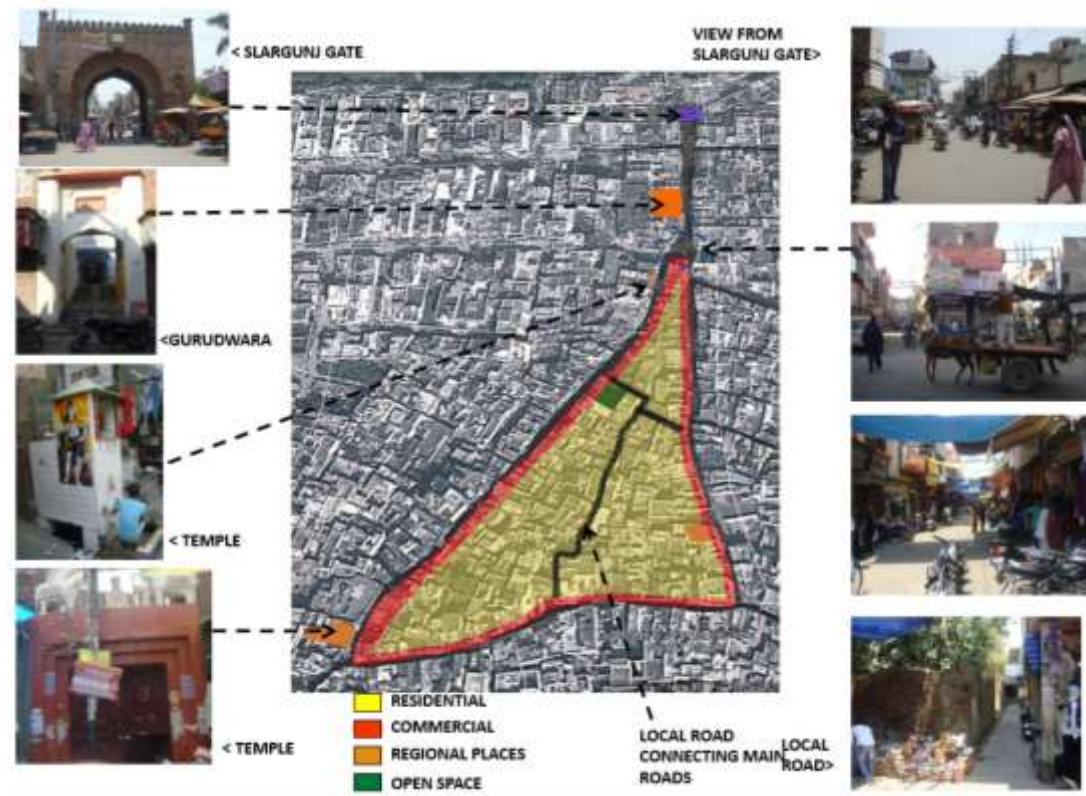 < SLARGUNJ GATE
VIEW FROM
SLARGUNJ GATE>
<GURUDWARA
< TEMPLE
< TEMPLE
RESIDENTIAL
COMMERCIAL
REGIONAL PLACES
OPEN SPACE
LOCAL ROAD
CONNECTING MAIN
ROADS
LOCAL
ROAD>